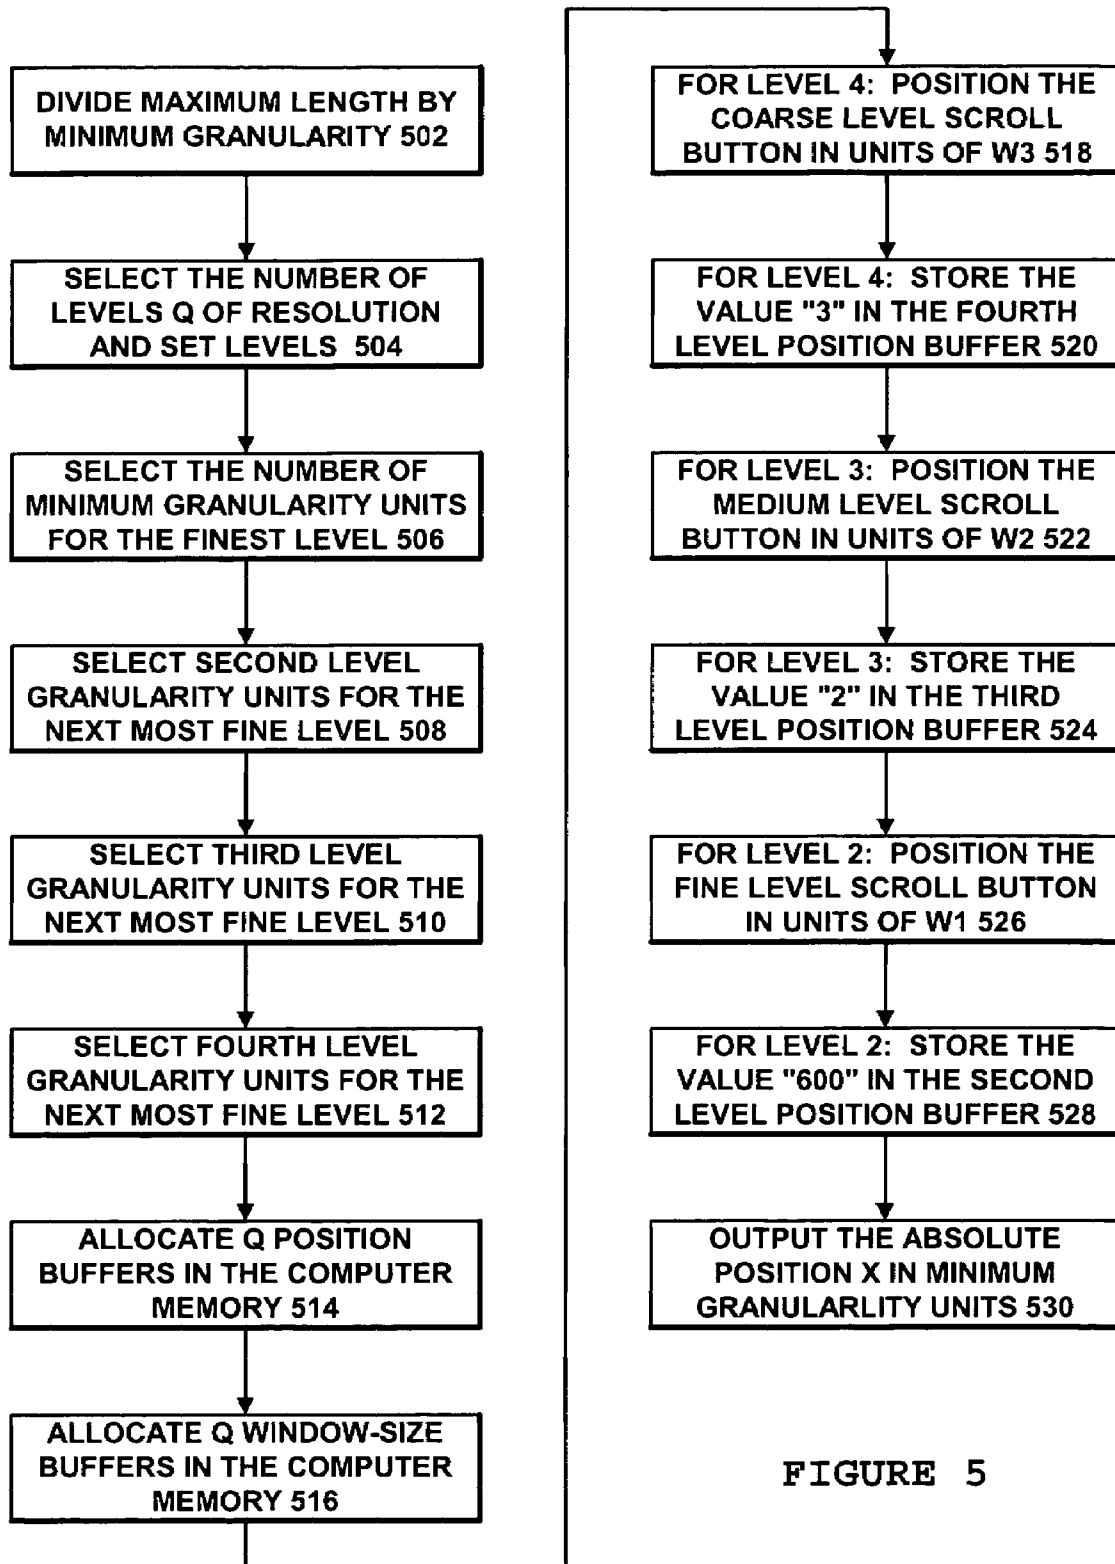 DIVIDE MAXIMUM LENGTH BY
MINIMUM GRANULARITY 502
SELECT THE NUMBER OF
LEVELS Q OF RESOLUTION
AND SET LEVELS 504
SELECT THE NUMBER OF
MINIMUM GRANULARITY UNITS
FOR THE FINEST LEVEL 506
SELECT SECOND LEVEL
GRANULARITY UNITS FOR THE
NEXT MOST FINE LEVEL 508
SELECT THIRD LEVEL
GRANULARITY UNITS FOR THE
NEXT MOST FINE LEVEL 510
SELECT FOURTH LEVEL
GRANULARITY UNITS FOR THE
NEXT MOST FINE LEVEL 512
ALLOCATE Q POSITION
BUFFERS IN THE COMPUTER
MEMORY 514
ALLOCATE Q WINDOW-SIZE
BUFFERS IN THE COMPUTER
MEMORY 516
FOR LEVEL 4: POSITION THE
COARSE LEVEL SCROLL
BUTTON IN UNITS OF W3 518
FOR LEVEL 4: STORE THE
VALUE "3" IN THE FOURTH
LEVEL POSITION BUFFER 520
FOR LEVEL 3: POSITION THE
MEDIUM LEVEL SCROLL
BUTTON IN UNITS OF W2 522
FOR LEVEL 3: STORE THE
VALUE "2" IN THE THIRD
LEVEL POSITION BUFFER 524
FOR LEVEL 2: POSITION THE
FINE LEVEL SCROLL BUTTON
IN UNITS OF W1 526
FOR LEVEL 2: STORE THE
VALUE "600" IN THE SECOND
LEVEL POSITION BUFFER 528
OUTPUT THE ABSOLUTE
POSITION X IN MINIMUM
GRANULARLITY UNITS 530
FIGURE 5